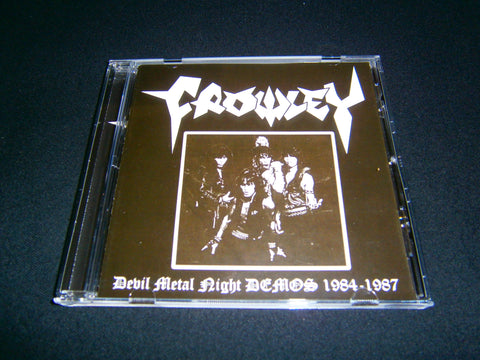 CROWLEY
Devil Metal Night DEMOS 1984-1987